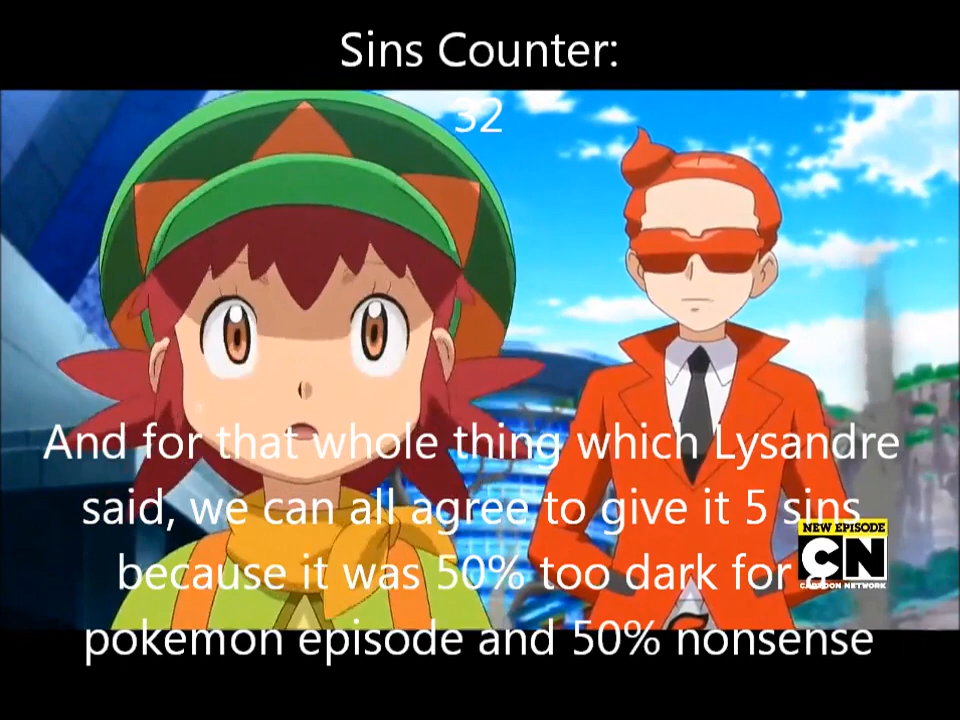 Sins Counter:
32
And for that whole thing which Lysandre
said, we can all agree to give it 5 sins
because it was 50% too dark for a
pokemon episode and 50% nonsense
NEW EPISODE
CN
CARTOON NETWORK